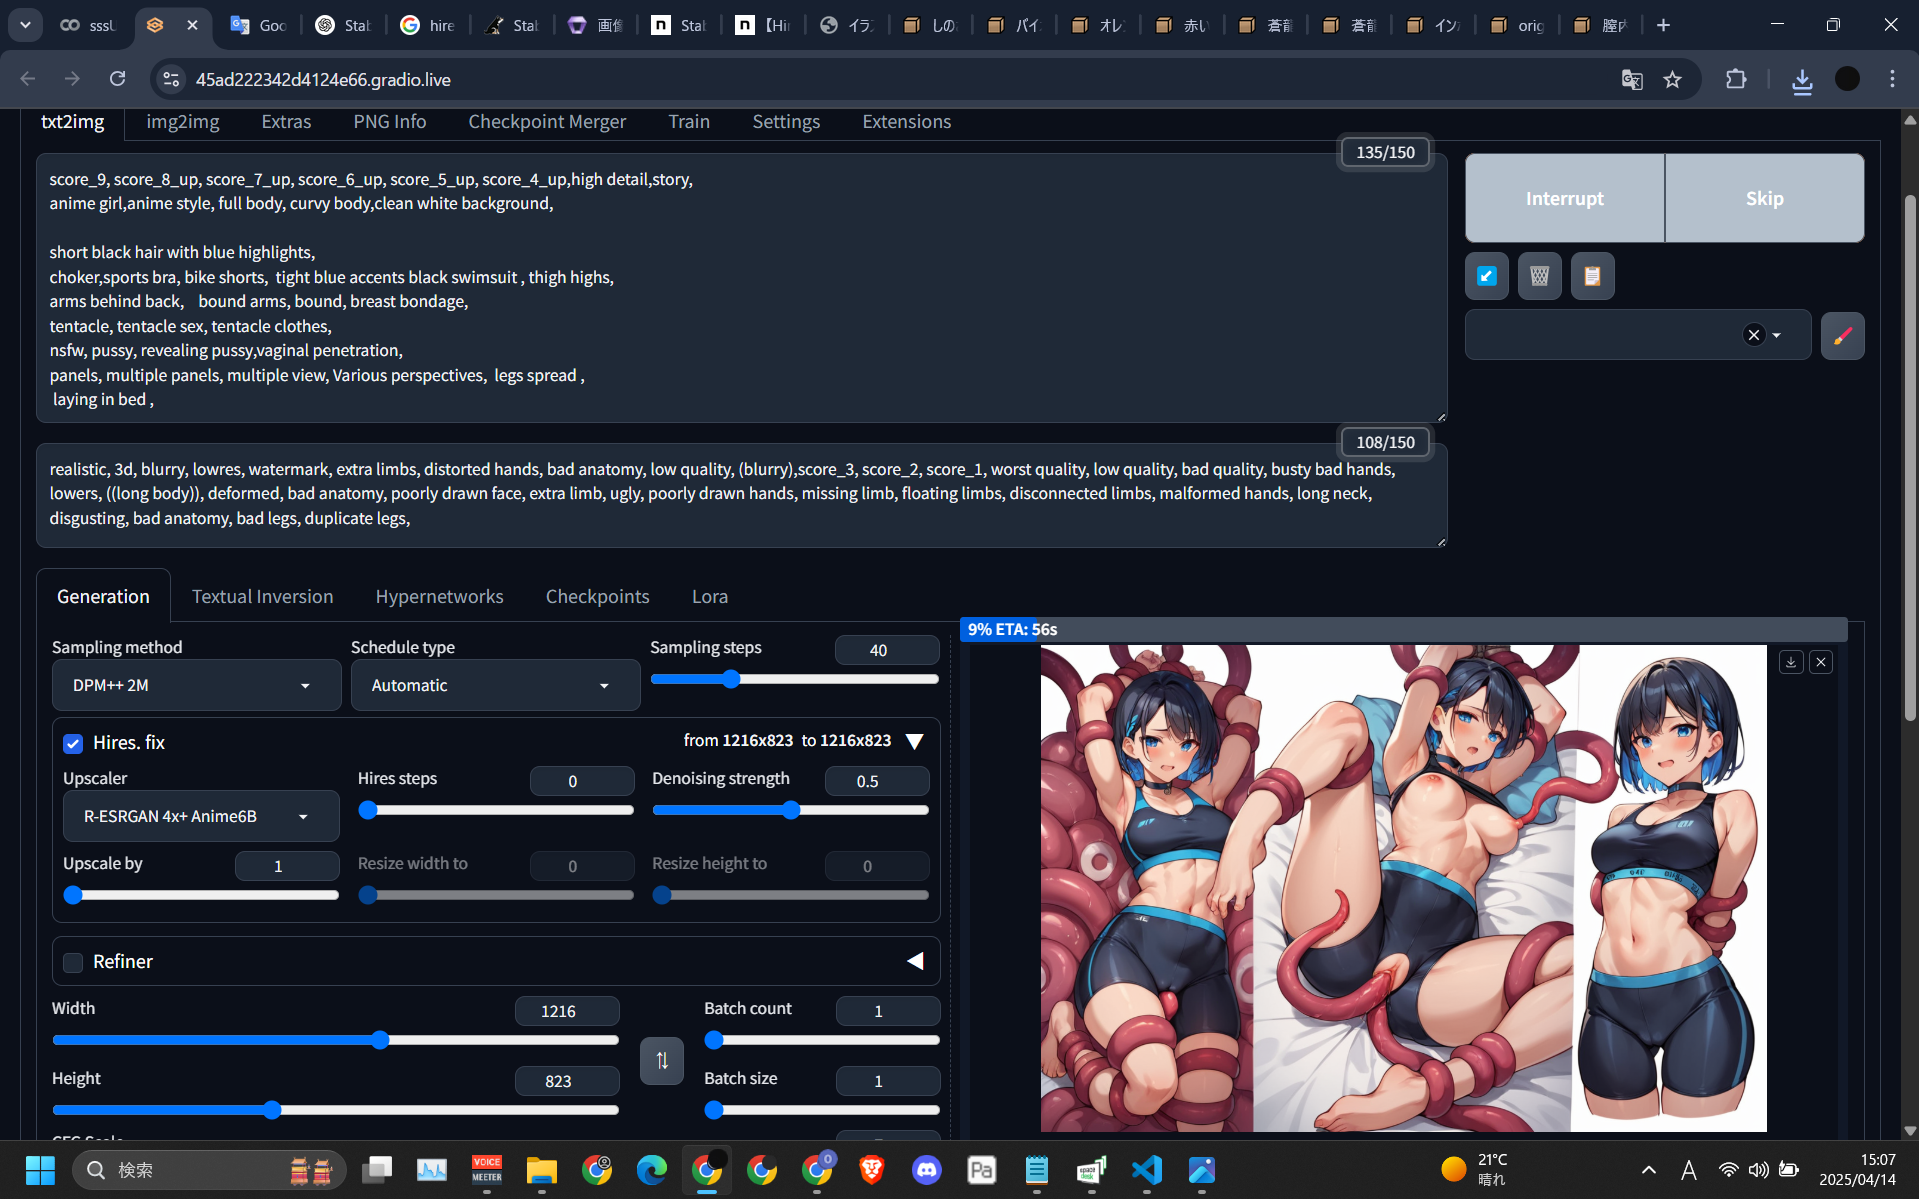 sssU
Goo
Stab
hire
Stab
画像
Stab
【Hi
イラ
しの
パイ
オレ
赤い
蒼龍
蒼龍
イン
orig
膣内
45ad222342d4124e66.gradio.live
txt2img
img2img
Extras
PNG Info
Checkpoint Merger
Train
Settings
Extensions
135/150
score_9, score_8_up, score_7_up, score_6_up, score_5_up, score_4_up,high detail,story,
anime girl,anime style, full body, curvy body,clean white background,
short black hair with blue highlights,
choker,sports bra, bike shorts, tight blue accents black swimsuit , thigh highs,
arms behind back, bound arms, bound, breast bondage,
tentacle, tentacle sex, tentacle clothes,
nsfw, pussy, revealing pussy,vaginal penetration,
panels, multiple panels, multiple view, Various perspectives, legs spread ,
laying in bed ,
Interrupt
Skip
108/150
realistic, 3d, blurry, lowres, watermark, extra limbs, distorted hands, bad anatomy, low quality, (blurry),score_3, score_2, score_1, worst quality, low quality, bad quality, busty bad hands,
lowers, ((long body)), deformed, bad anatomy, poorly drawn face, extra limb, ugly, poorly drawn hands, missing limb, floating limbs, disconnected limbs, malformed hands, long neck,
disgusting, bad anatomy, bad legs, duplicate legs,
Generation
Textual Inversion
Hypernetworks
Checkpoints
Lora
Sampling method
DPM++ 2M
Schedule type
Automatic
Sampling steps
40
9% ETA: 56s
Hires. fix
from 1216x823 to 1216x823
Upscaler
R-ESRGAN 4x+ Anime6B
Hires steps
0
Denoising strength
0.5
Upscale by
1
Resize width to
0
Resize height to
0
Refiner
Width
1216
Batch count
1
Height
823
Batch size
1
検索
VOICE
MEETER
0
Pa
space
desk
21°C
晴れ
A
15:07
2025/04/14